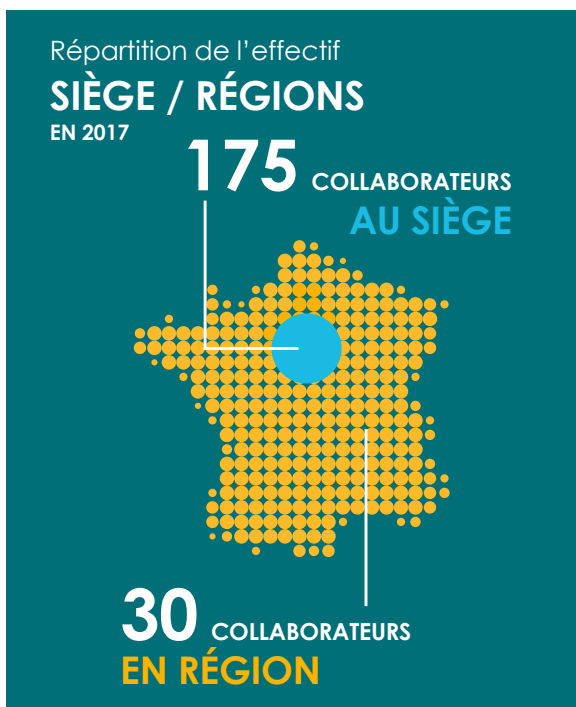 Répartition de l’effectif
SIÈGE / RÉGIONS
EN 2017
175 COLLABORATEURS
AU SIÈGE
30 COLLABORATEURS
EN RÉGION